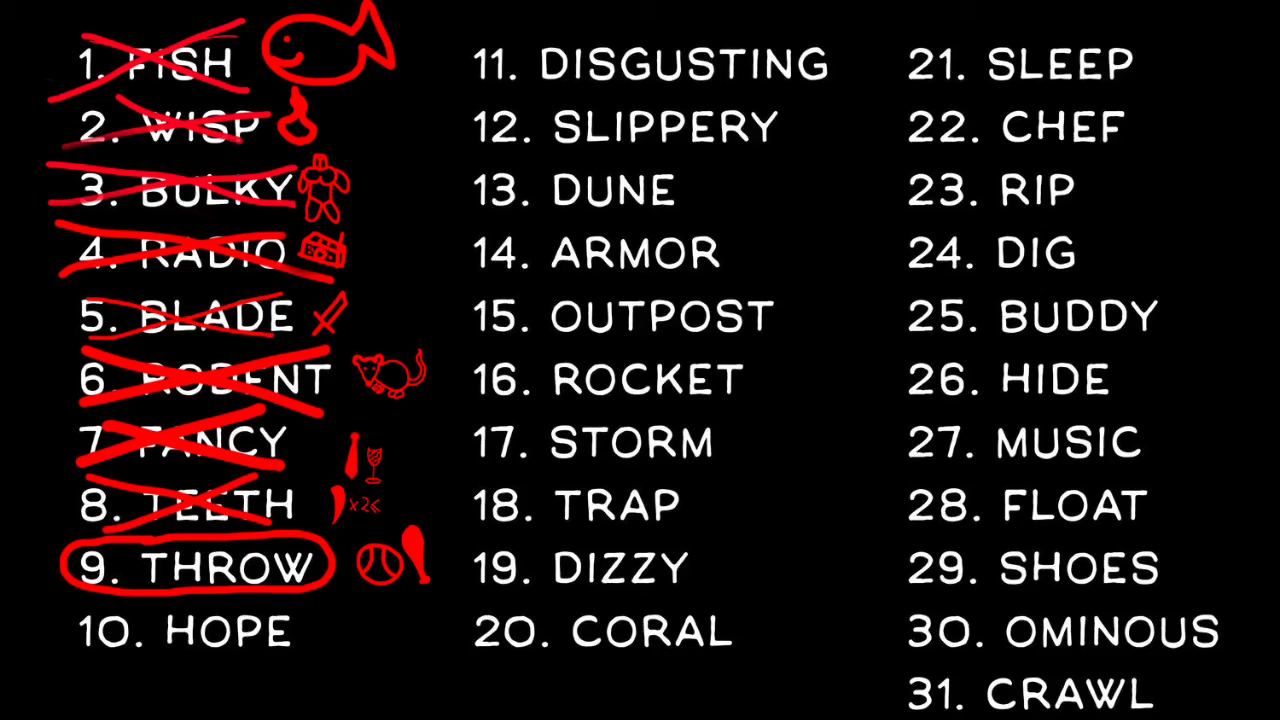 1. FISH
2. WISP
3. BULKY
4. RADIO
5. BLADE
6. RODENT
7. FANCY
8. TEETH
x2<
9. THROW
10. HOPE
11. DISGUSTING
12. SLIPPERY
13. DUNE
14. ARMOR
15. OUTPOST
16. ROCKET
17. STORM
18. TRAP
19. DIZZY
20. CORAL
21. SLEEP
22. CHEF
23. RIP
24. DIG
25. BUDDY
26. HIDE
27. MUSIC
28. FLOAT
29. SHOES
30. OMINOUS
31. CRAWL